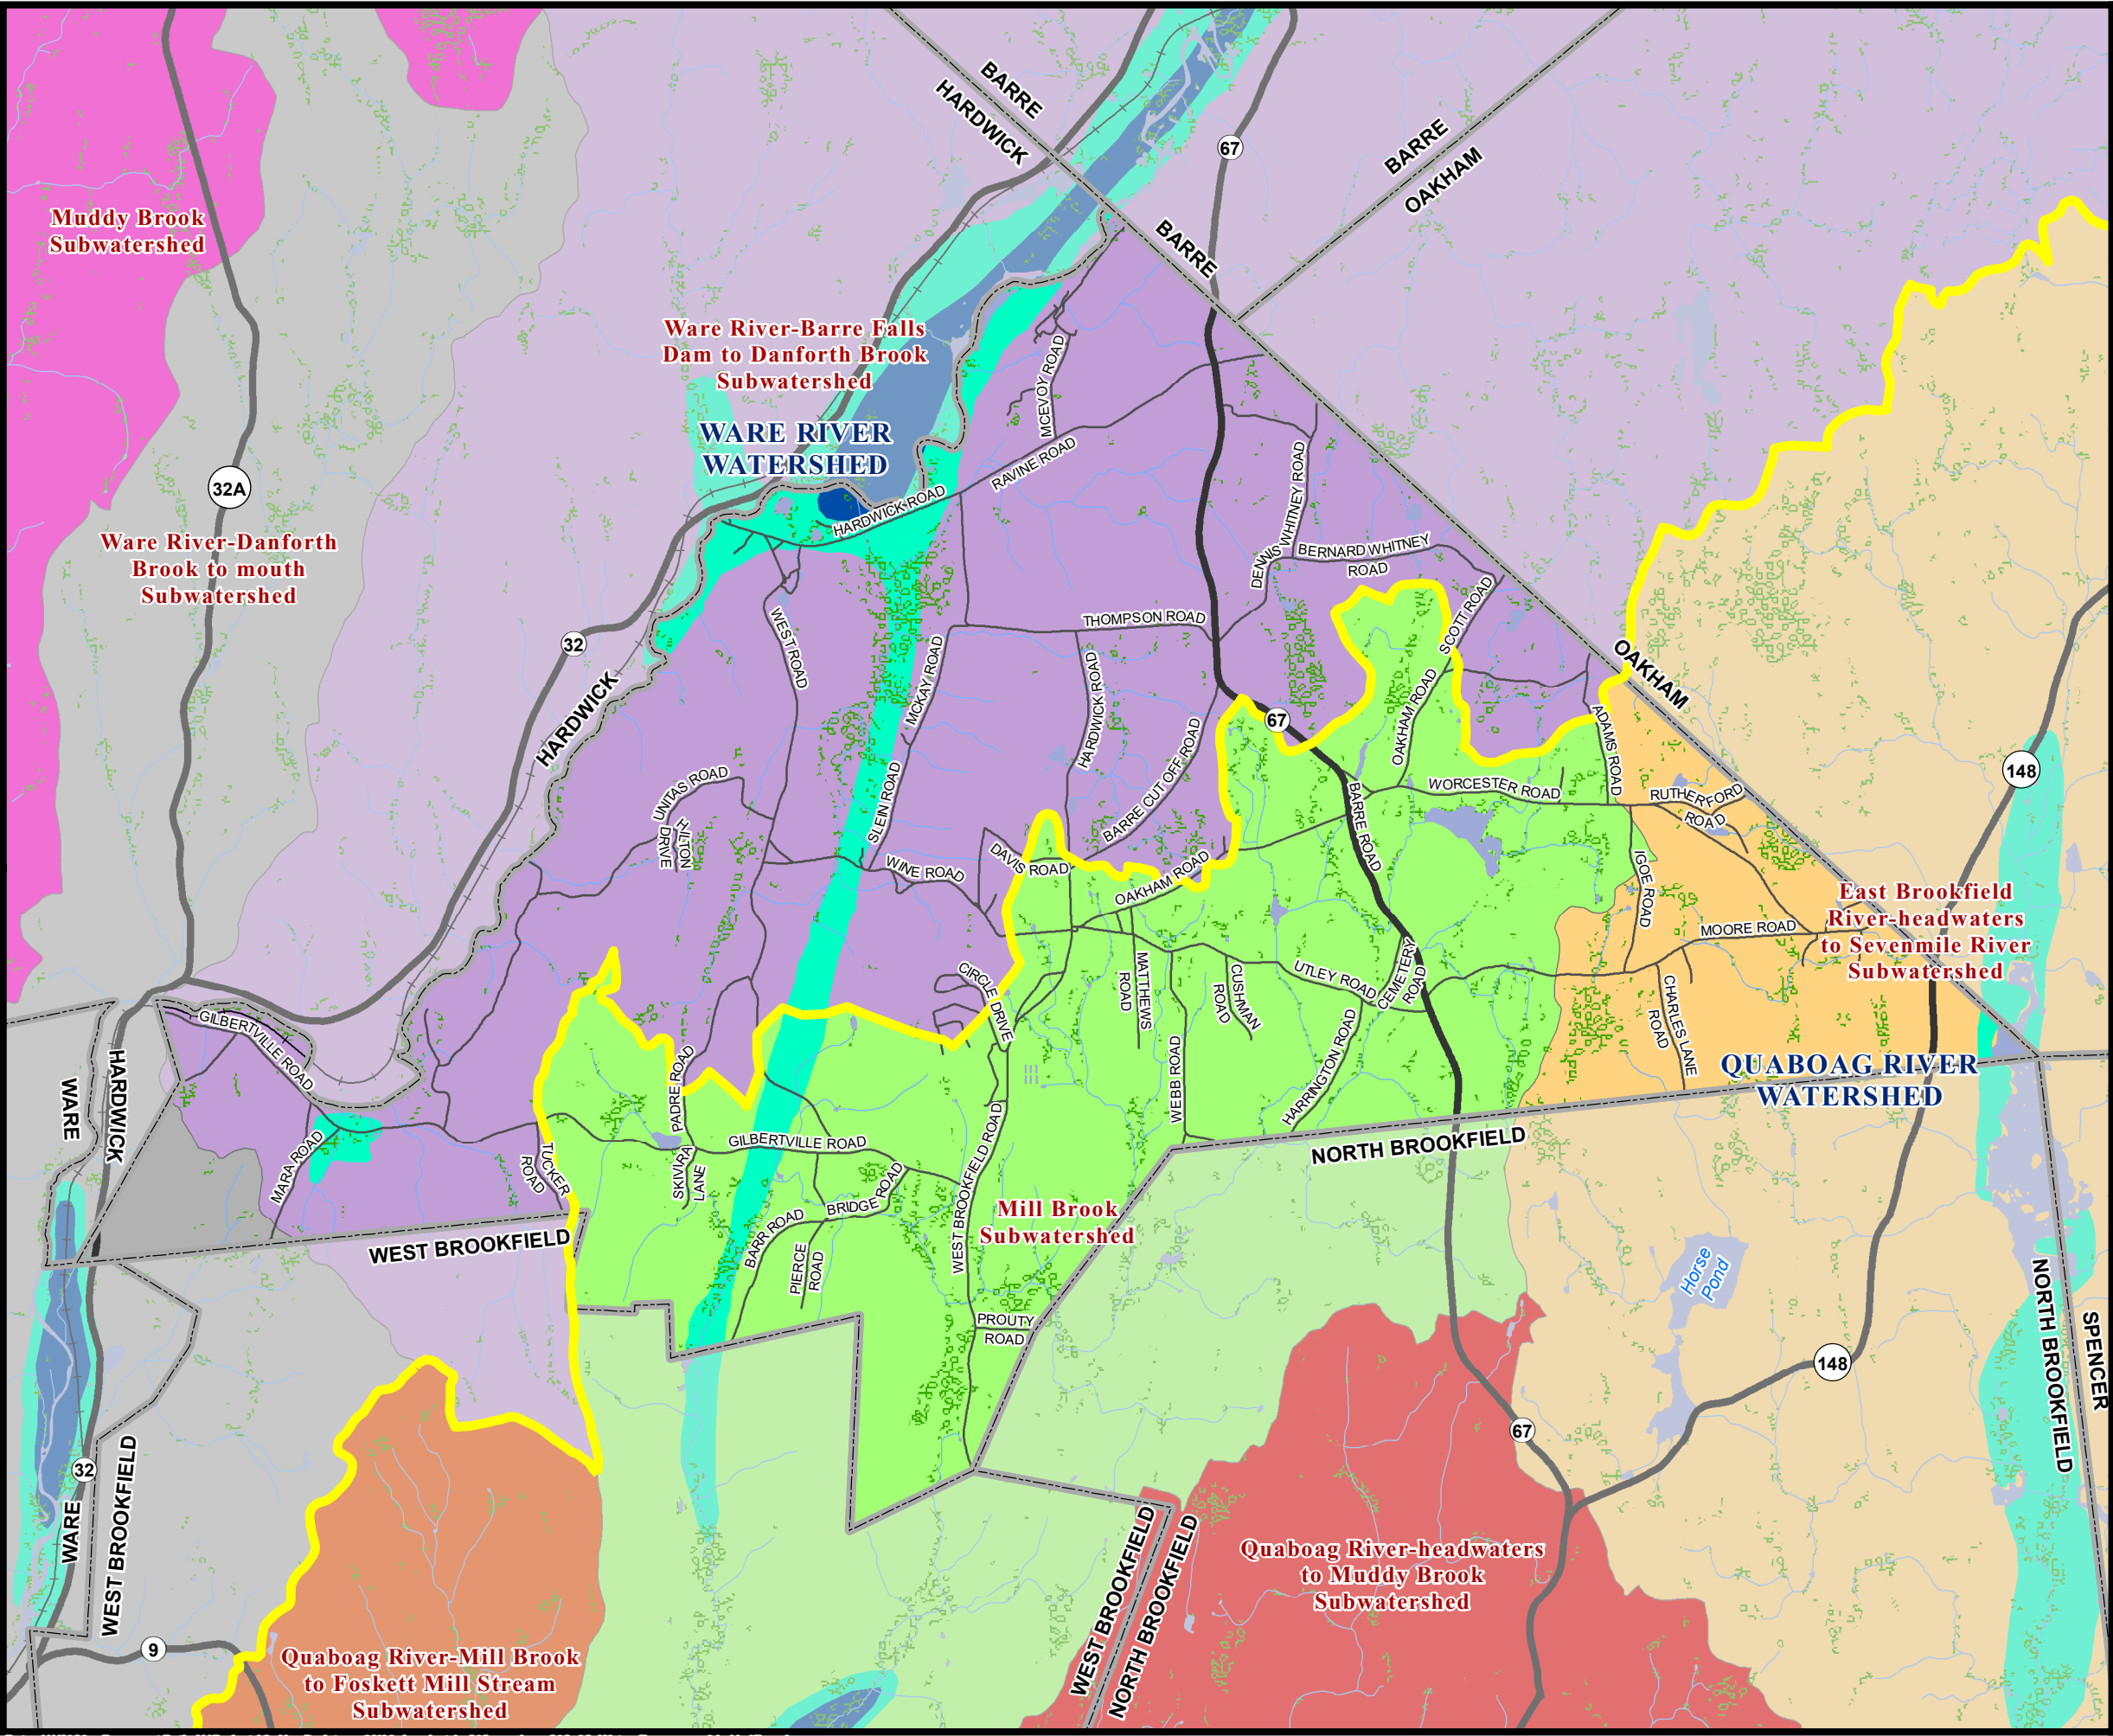 BARRE
HARDWICK
67
BARRE
OAKHAM
BARRE
Muddy Brook
Subwatershed
Ware River-Barre Falls
Dam to Danforth Brook
Subwatershed
WARE RIVER
WATERSHED
32A
Ware River-Danforth
Brook to mouth
Subwatershed
MCEVOY ROAD
RAVINE ROAD
HARDWICK ROAD
DENNIS WHITNEY ROAD
BERNARD WHITNEY
ROAD
SCOTT ROAD
32
HARDWICK
WEST ROAD
THOMPSON ROAD
MCKAY ROAD
HARDWICK ROAD
BARRE CUT OFF ROAD
67
OAKHAM ROAD
OAKHAM
ADAMS ROAD
WORCESTER ROAD
RUTHERFORD
ROAD
148
UNITAS ROAD
HILTON
DRIVE
SLEIN ROAD
WINE ROAD
DAVIS ROAD
OAKHAM ROAD
BARRE ROAD
IGOE ROAD
MOORE ROAD
East Brookfield
River-headwaters
to Sevenmile River
Subwatershed
CIRCLE DRIVE
MATTHEWS
ROAD
CUSHMAN
ROAD
UTLEY ROAD
CEMETERY
ROAD
CHARLES LANE
ROAD
GILBERTVILLE ROAD
HARDWICK
WARE
PADRE ROAD
WEBB ROAD
HARRINGTON ROAD
QUABOAG RIVER
WATERSHED
MARA ROAD
TUCKER
ROAD
GILBERTVILLE ROAD
SKIVIRA
LANE
NORTH BROOKFIELD
WEST BROOKFIELD
BARR ROAD
BRIDGE ROAD
PIERCE
ROAD
WEST BROOKFIELD ROAD
Mill Brook
Subwatershed
PROUTY
ROAD
Horse
Pond
NORTH BROOKFIELD
SPENCER
148
67
32
WARE
WEST BROOKFIELD
WEST BROOKFIELD
NORTH BROOKFIELD
Quaboag River-headwaters
to Muddy Brook
Subwatershed
9
Quaboag River-Mill Brook
to Foskett Mill Stream
Subwatershed